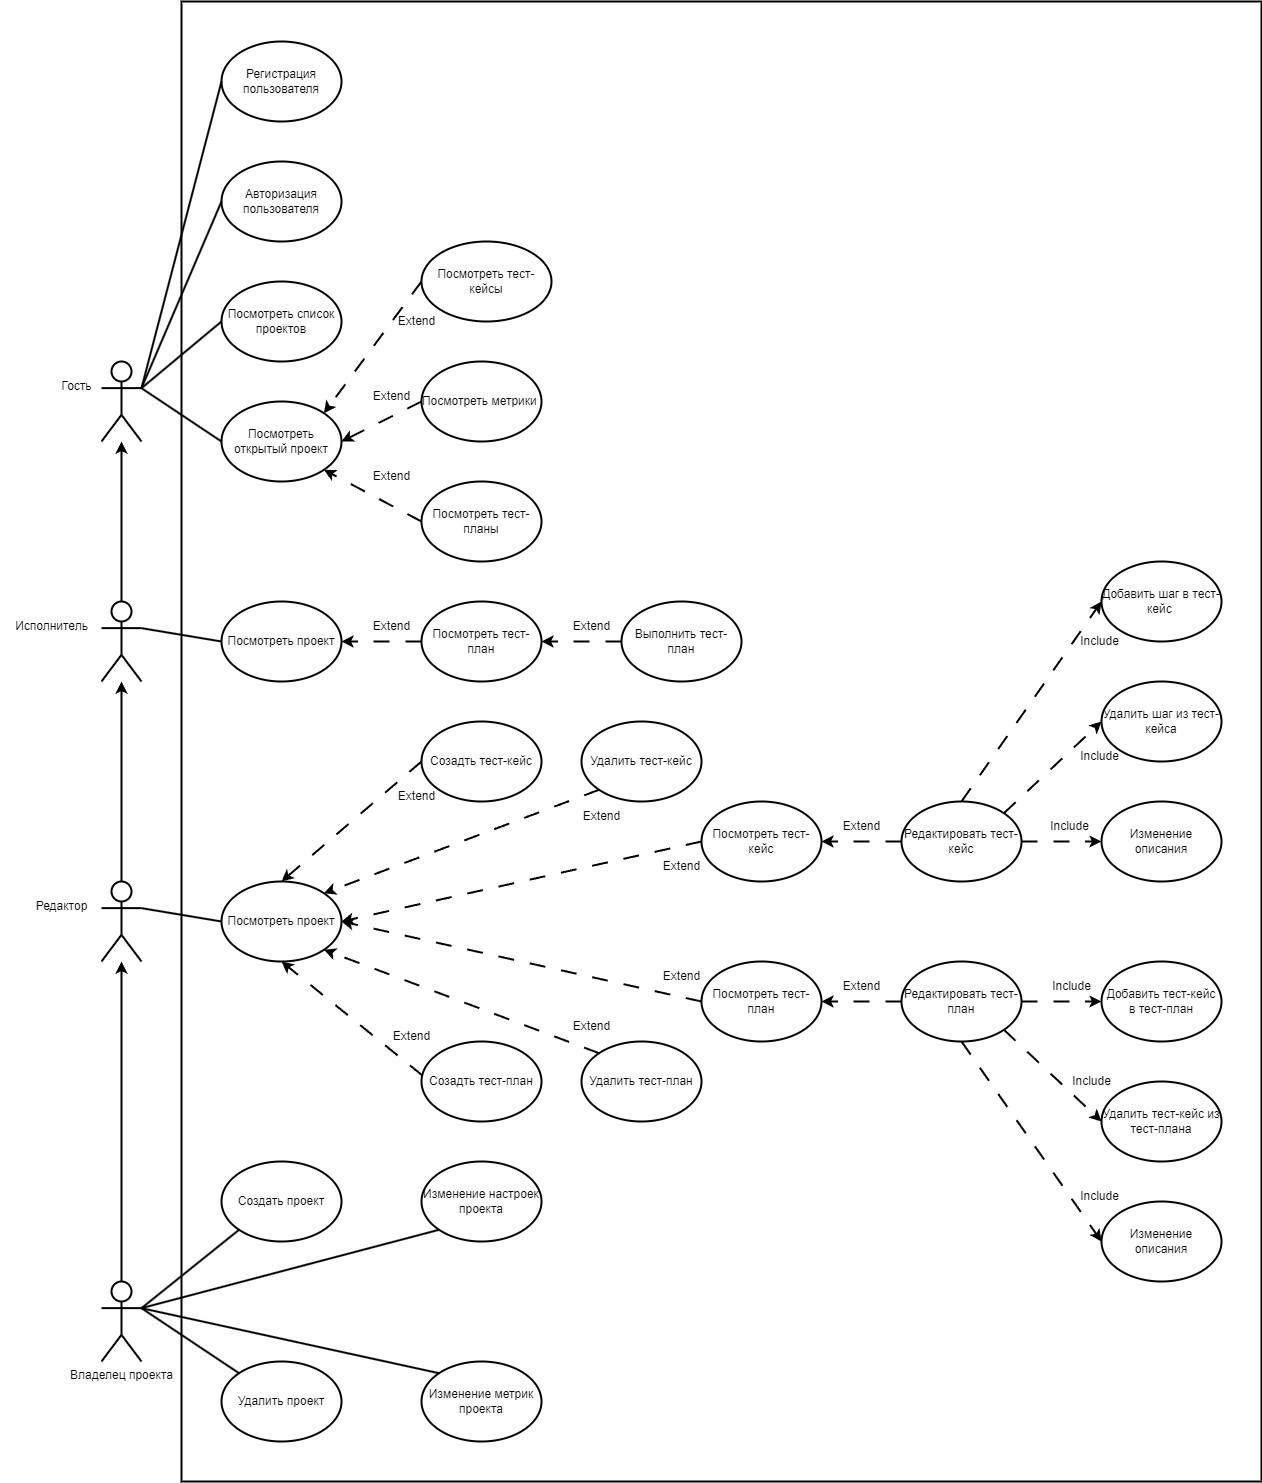 Регистрация
пользователя
Авторизация
пользователя
Посмотреть тест-
кейсы
Посмотреть список
проектов
Extend
Гость
Посмотреть метрики
Extend
Посмотреть
открытый проект
Extend
Посмотреть тест-
планы
Исполнитель
Посмотреть проект
Extend
Посмотреть тест-
план
Extend
Выполнить тест-
план
Добавить шаг в тест-
кейс
Include
Удалить шаг из тест-
кейса
Include
Созадть тест-кейс
Удалить тест-кейс
Extend
Extend
Посмотреть тест-
кейс
Extend
Редактировать тест-
кейс
Include
Изменение
описания
Extend
Редактор
Посмотреть проект
Extend
Посмотреть тест-
план
Extend
Редактировать тест-
план
Include
Добавить тест-кейс
в тест-план
Extend
Extend
Созадть тест-план
Удалить тест-план
Include
Удалить тест-кейс из
тест-плана
Include
Изменение
описания
Создать проект
Изменение настроек
проекта
Владелец проекта
Удалить проект
Изменение метрик
проекта